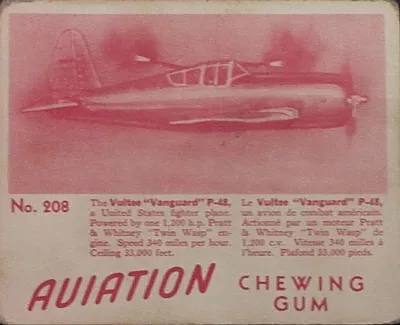 No. 208
The Vultee "Vanguard" P-48,
a United States fighter plane.
Powered by one 1,200 h.p. Pratt
& Whitney "Twin Wasp" en-
gine. Speed 340 miles per hour.
Ceiling 33,000 feet.
Le Vultee "Vanguard" P-48,
un avion de combat américain.
Actionné par un moteur Pratt
& Whitney "Twin Wasp" de
1,200 c.v. Vitesse 340 milles à
l'heure. Plafond 33,000 pieds.
AVIATION
CHEWING
GUM